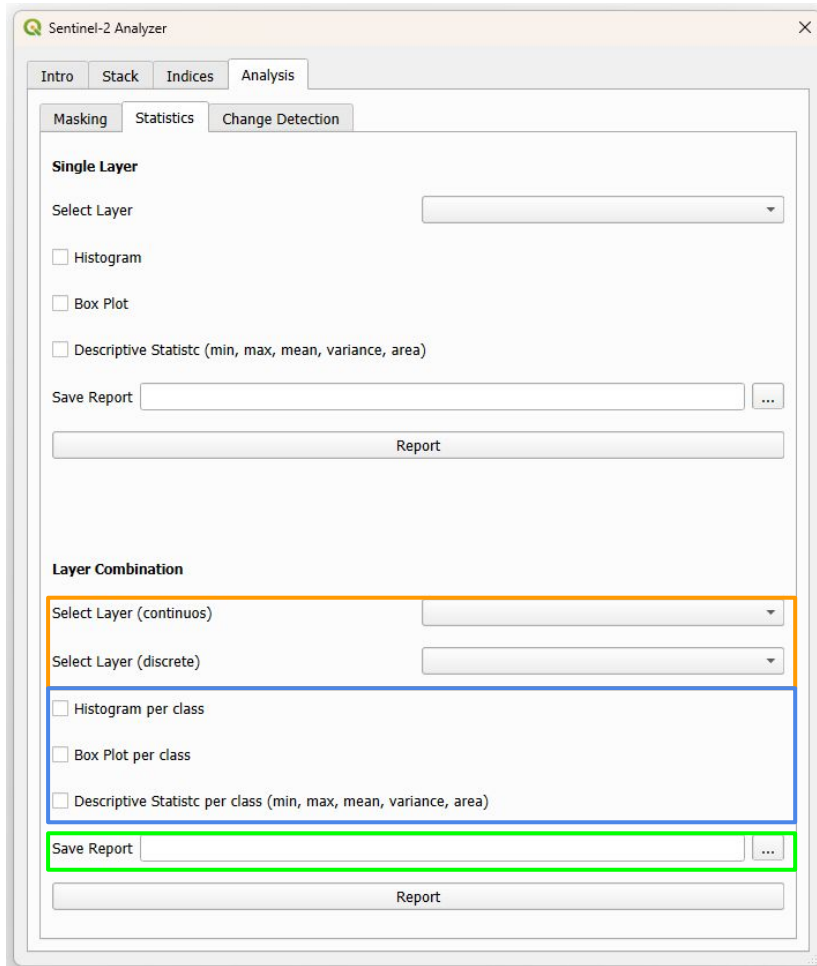 Sentinel-2 Analyzer
Intro Stack Indices Analysis
Masking Statistics Change Detection
Single Layer
Select Layer
Histogram
Box Plot
Descriptive Statistc (min, max, mean, variance, area)
Save Report ...
Report
Layer Combination
Select Layer (continuos)
Select Layer (discrete)
Histogram per class
Box Plot per class
Descriptive Statistc per class (min, max, mean, variance, area)
Save Report ...
Report